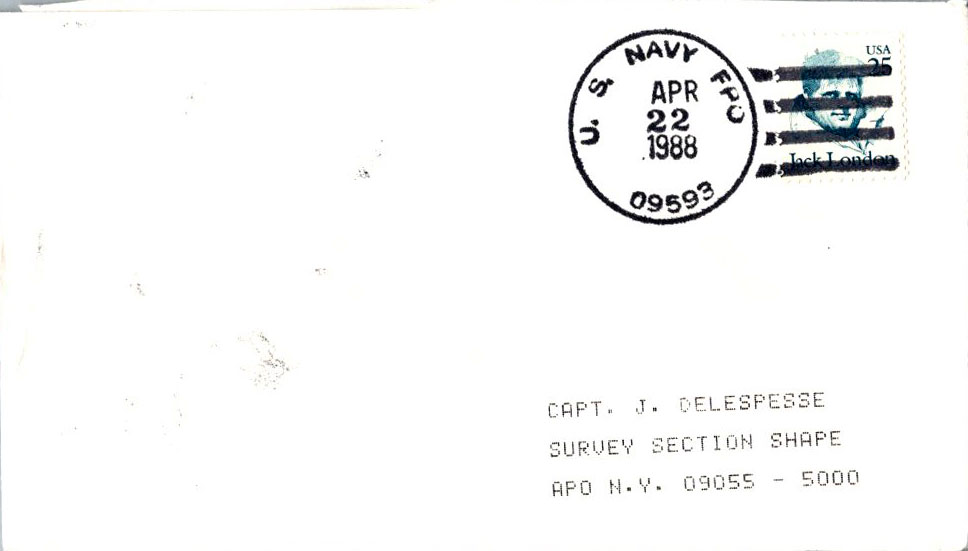 U. S. NAVY FPO
APR
22
1988
09593
USA
25
Jack London
CAPT. J. DELESPESSE
SURVEY SECTION SHAPE
APO N.Y. 09055 - 5000